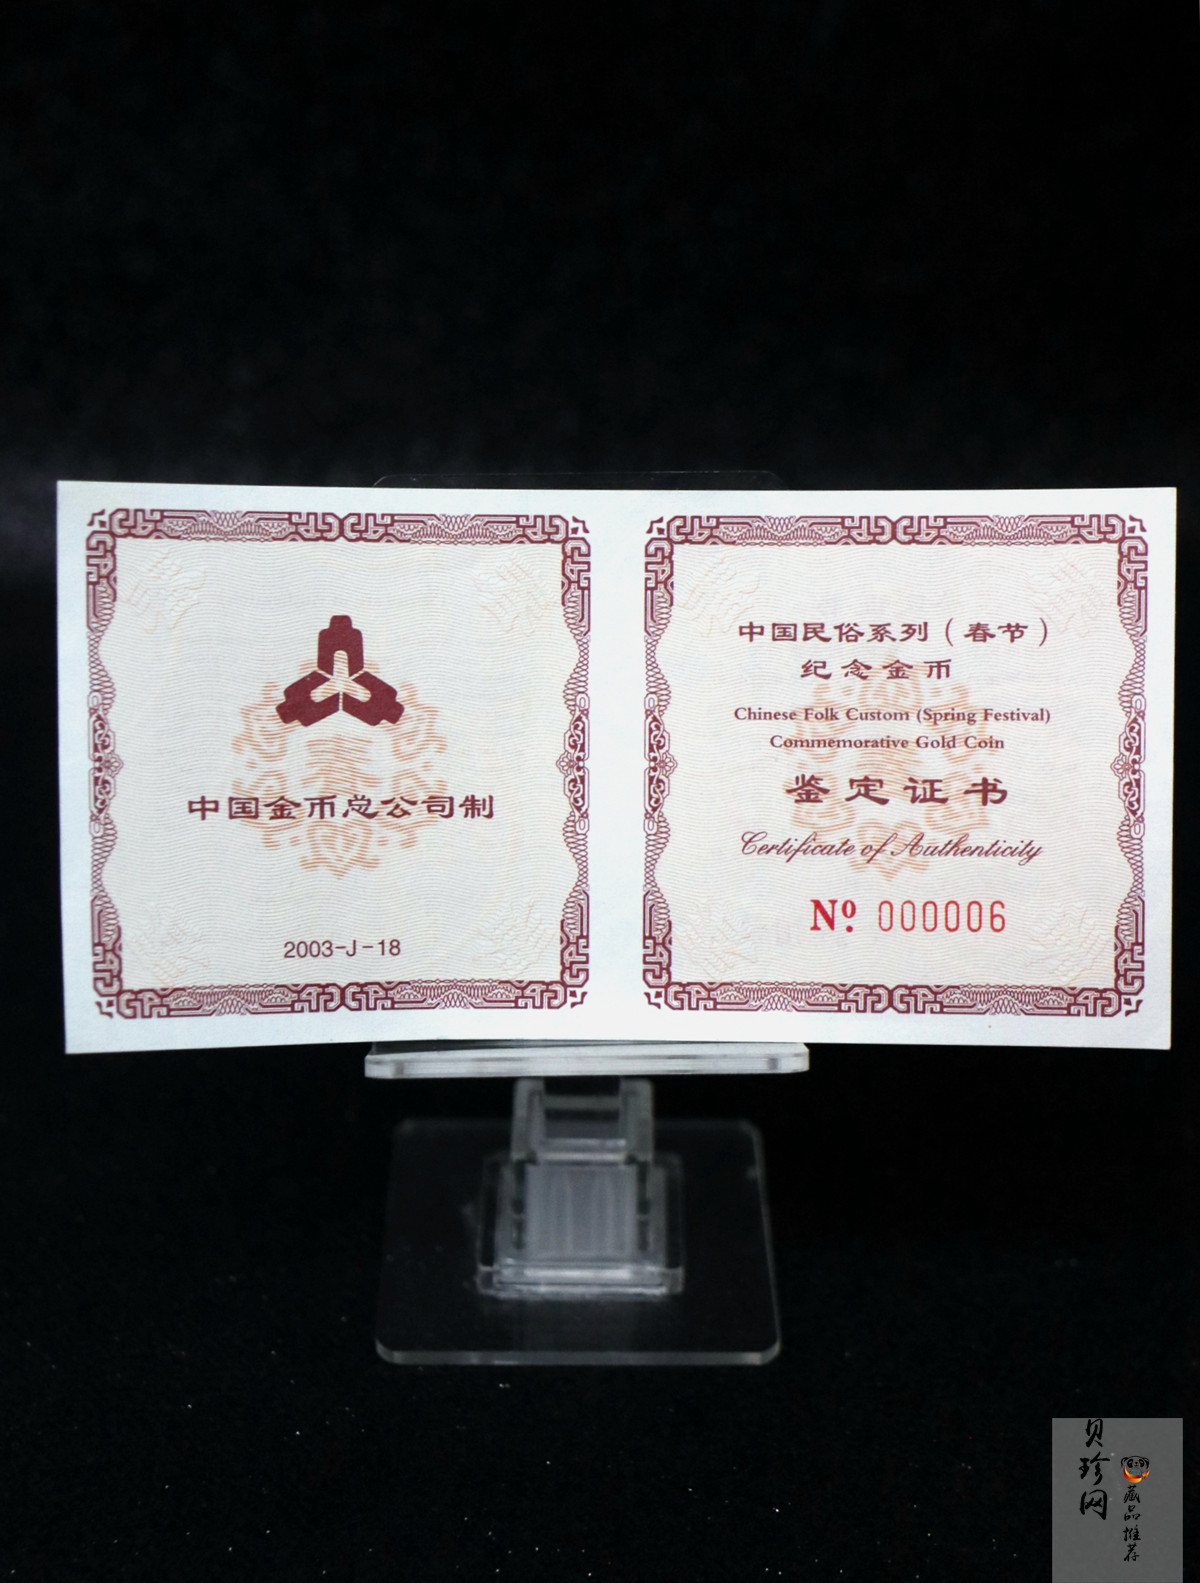 中国金币总公司制
2003-J-18
中国民俗系列（春节）
纪念金币
Chinese Folk Custom (Spring Festival)
Commemorative Gold Coin
鉴定证书
Certificate of Authenticity
Nº. 000006
贝珍网
藏品推荐